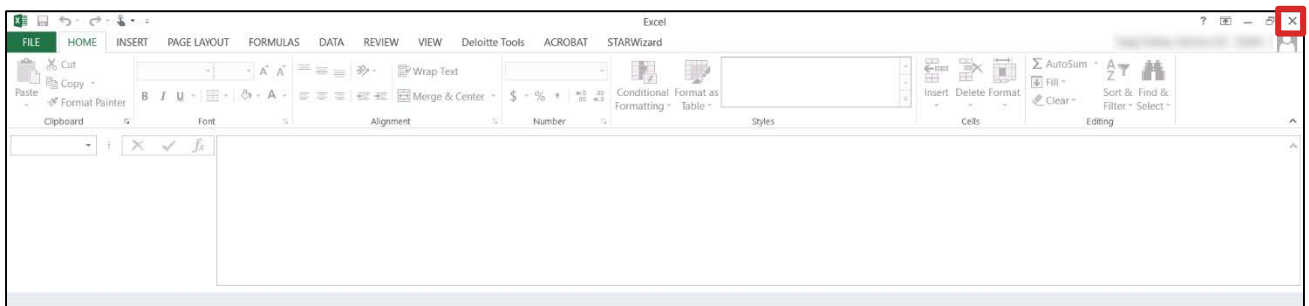 Excel
FILE HOME INSERT PAGE LAYOUT FORMULAS DATA REVIEW VIEW Deloitte Tools ACROBAT STARWizard
Cut
Copy
Format Painter
Paste
Clipboard
B I U
A A
A
Font
Wrap Text
Merge & Center
Alignment
$ % ,
Number
Conditional Formatting
Format as Table
Styles
Insert Delete Format
Cells
AutoSum
Fill
Clear
Sort & Filter
Find & Select
Editing
fx